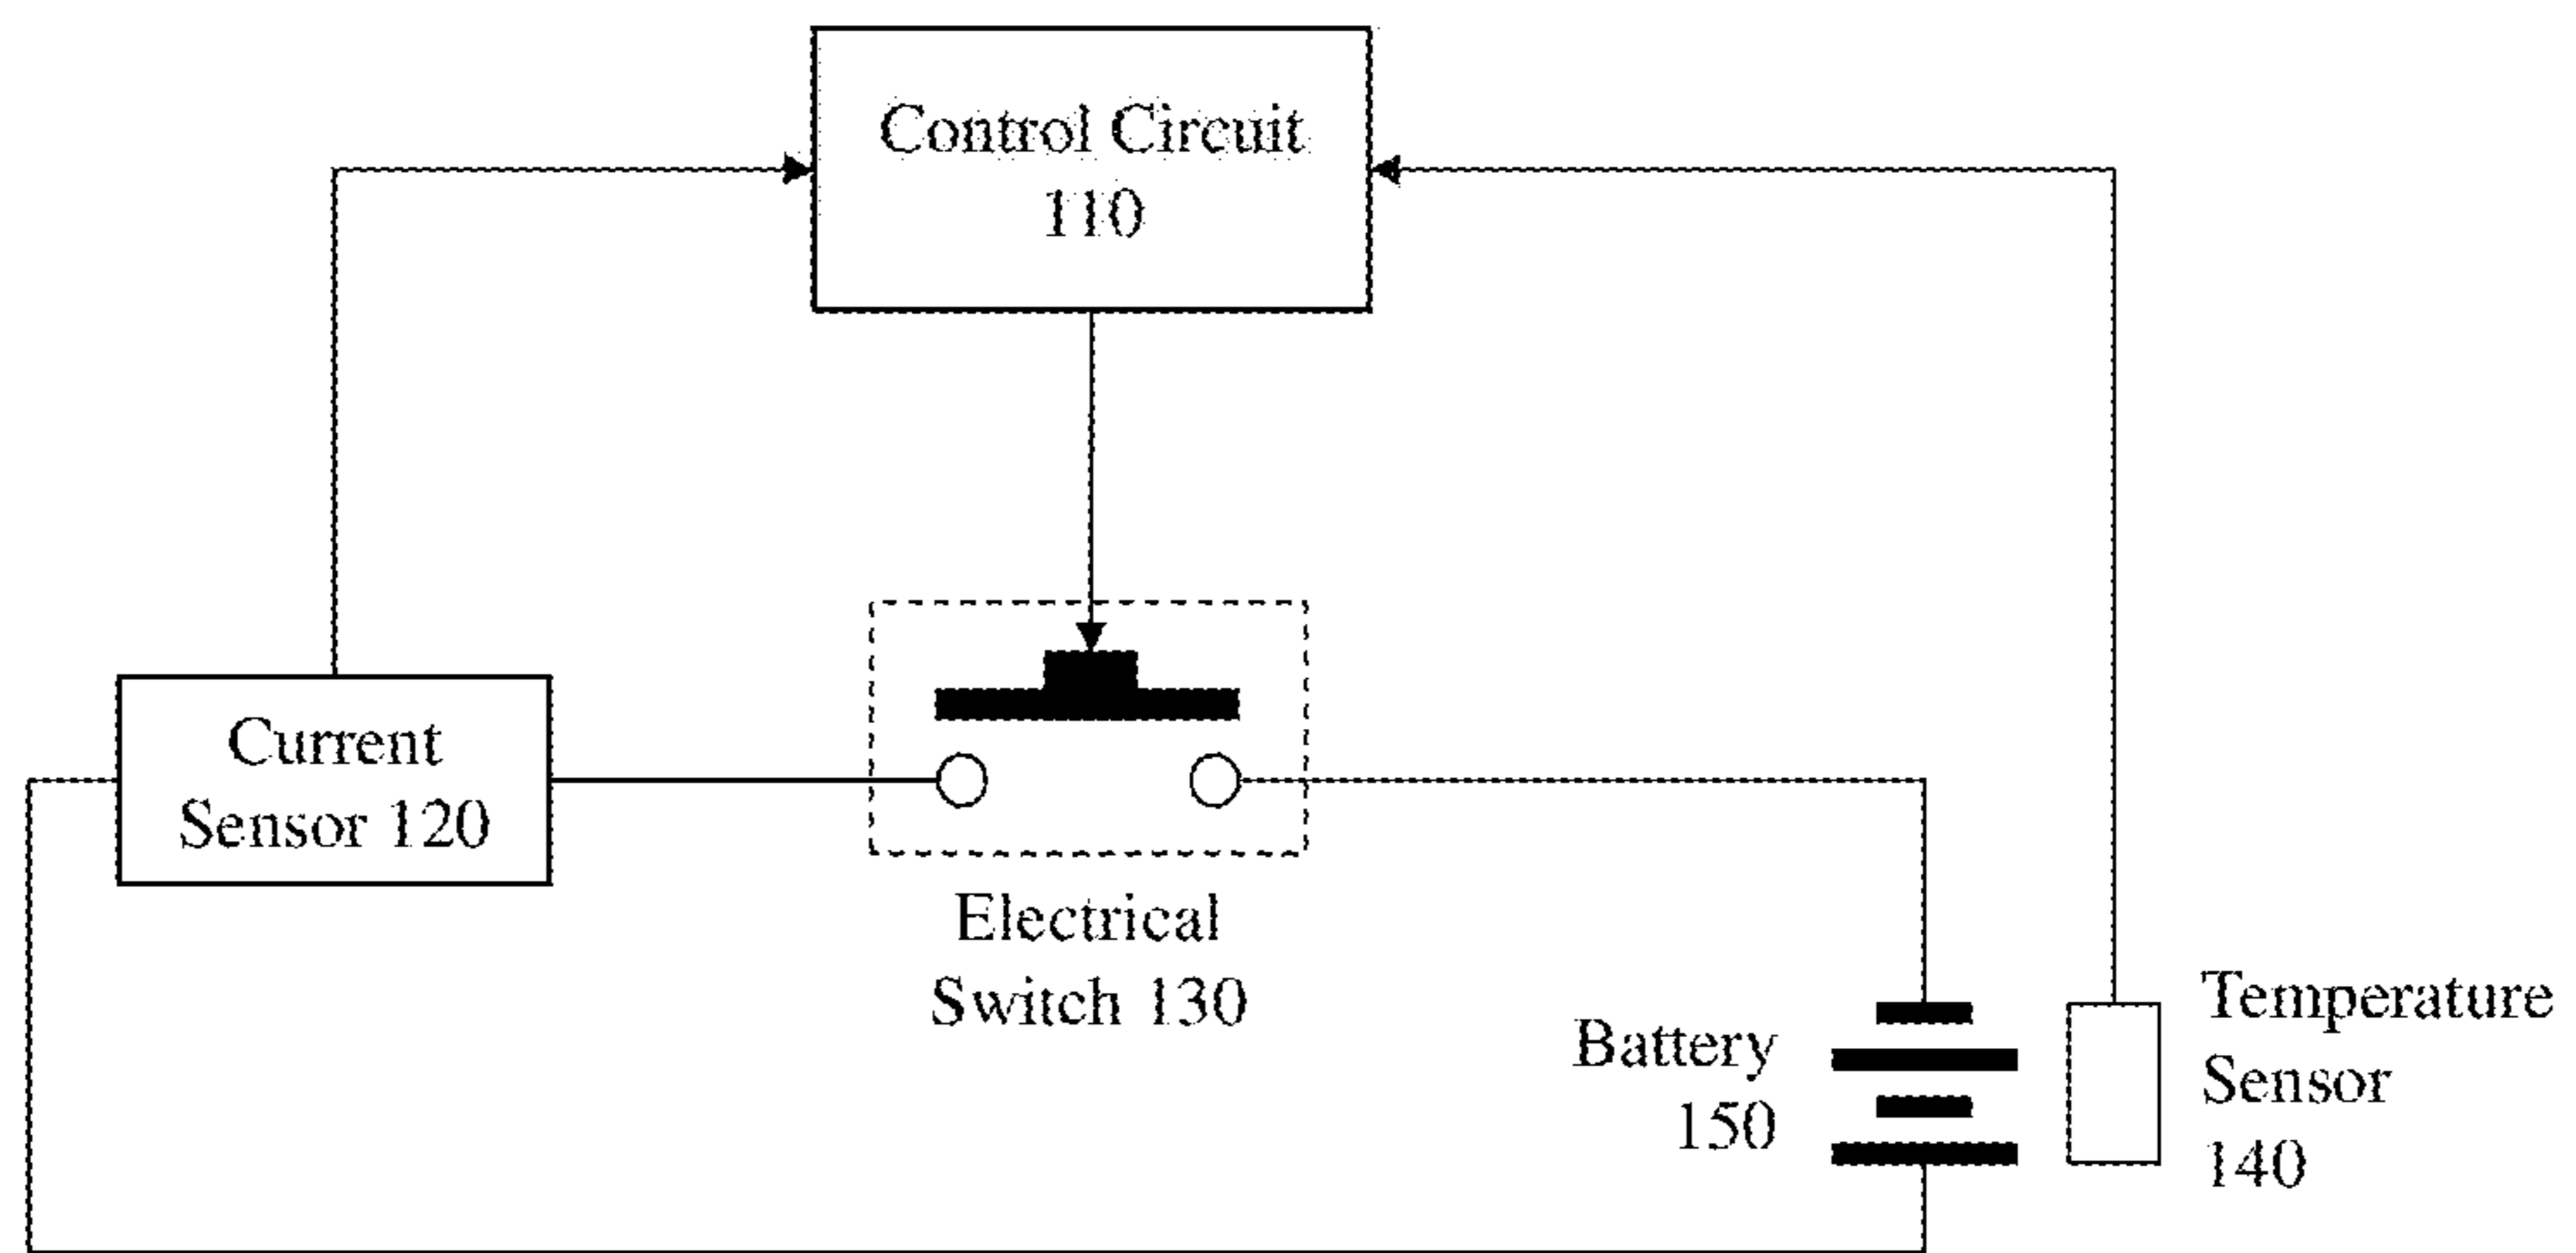 Control Circuit
110
Current
Sensor 120
Electrical
Switch 130
Battery
150
Temperature
Sensor
140